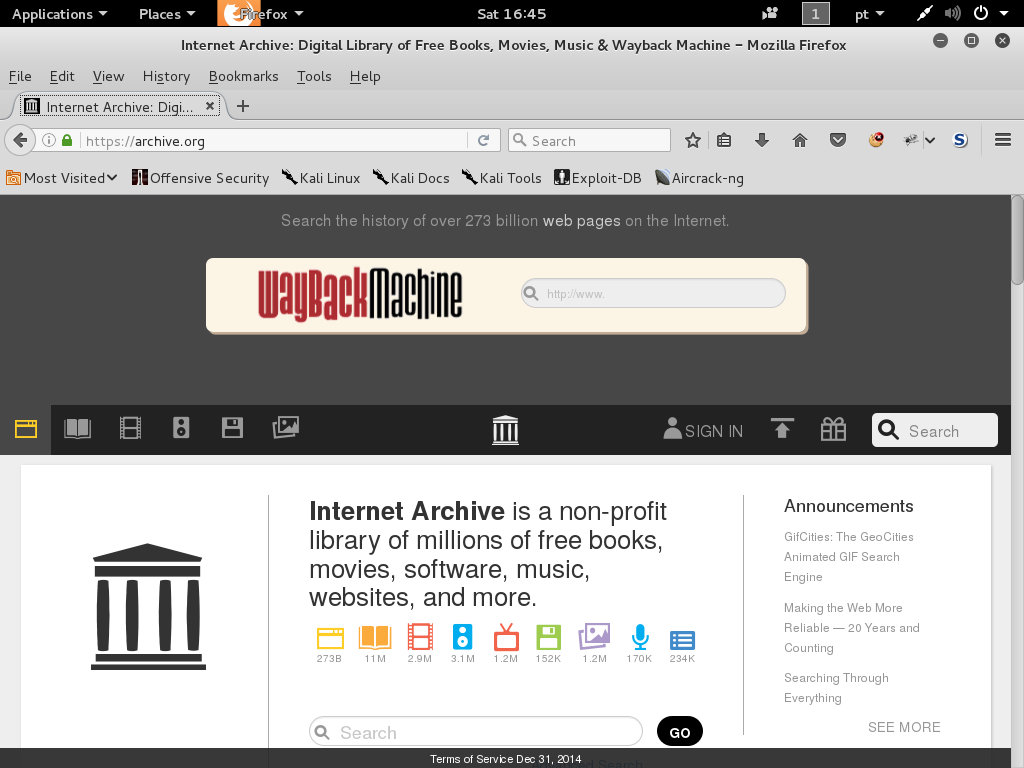 Applications Places Firefox Sat 16:45 1 pt
Internet Archive: Digital Library of Free Books, Movies, Music & Wayback Machine – Mozilla Firefox
File Edit View History Bookmarks Tools Help
Internet Archive: Digi...
https://archive.org Search
Most Visited Offensive Security Kali Linux Kali Docs Kali Tools Exploit-DB Aircrack-ng
Search the history of over 273 billion web pages on the Internet.
wayBackMachine http://www.
SIGN IN Search
Internet Archive is a non-profit
library of millions of free books,
movies, software, music,
websites, and more.
273B 11M 2.9M 3.1M 1.2M 152K 1.2M 170K 234K
Search GO
Announcements
GifCities: The GeoCities
Animated GIF Search
Engine
Making the Web More
Reliable — 20 Years and
Counting
Searching Through
Everything
SEE MORE
Terms of Service Dec 31, 2014